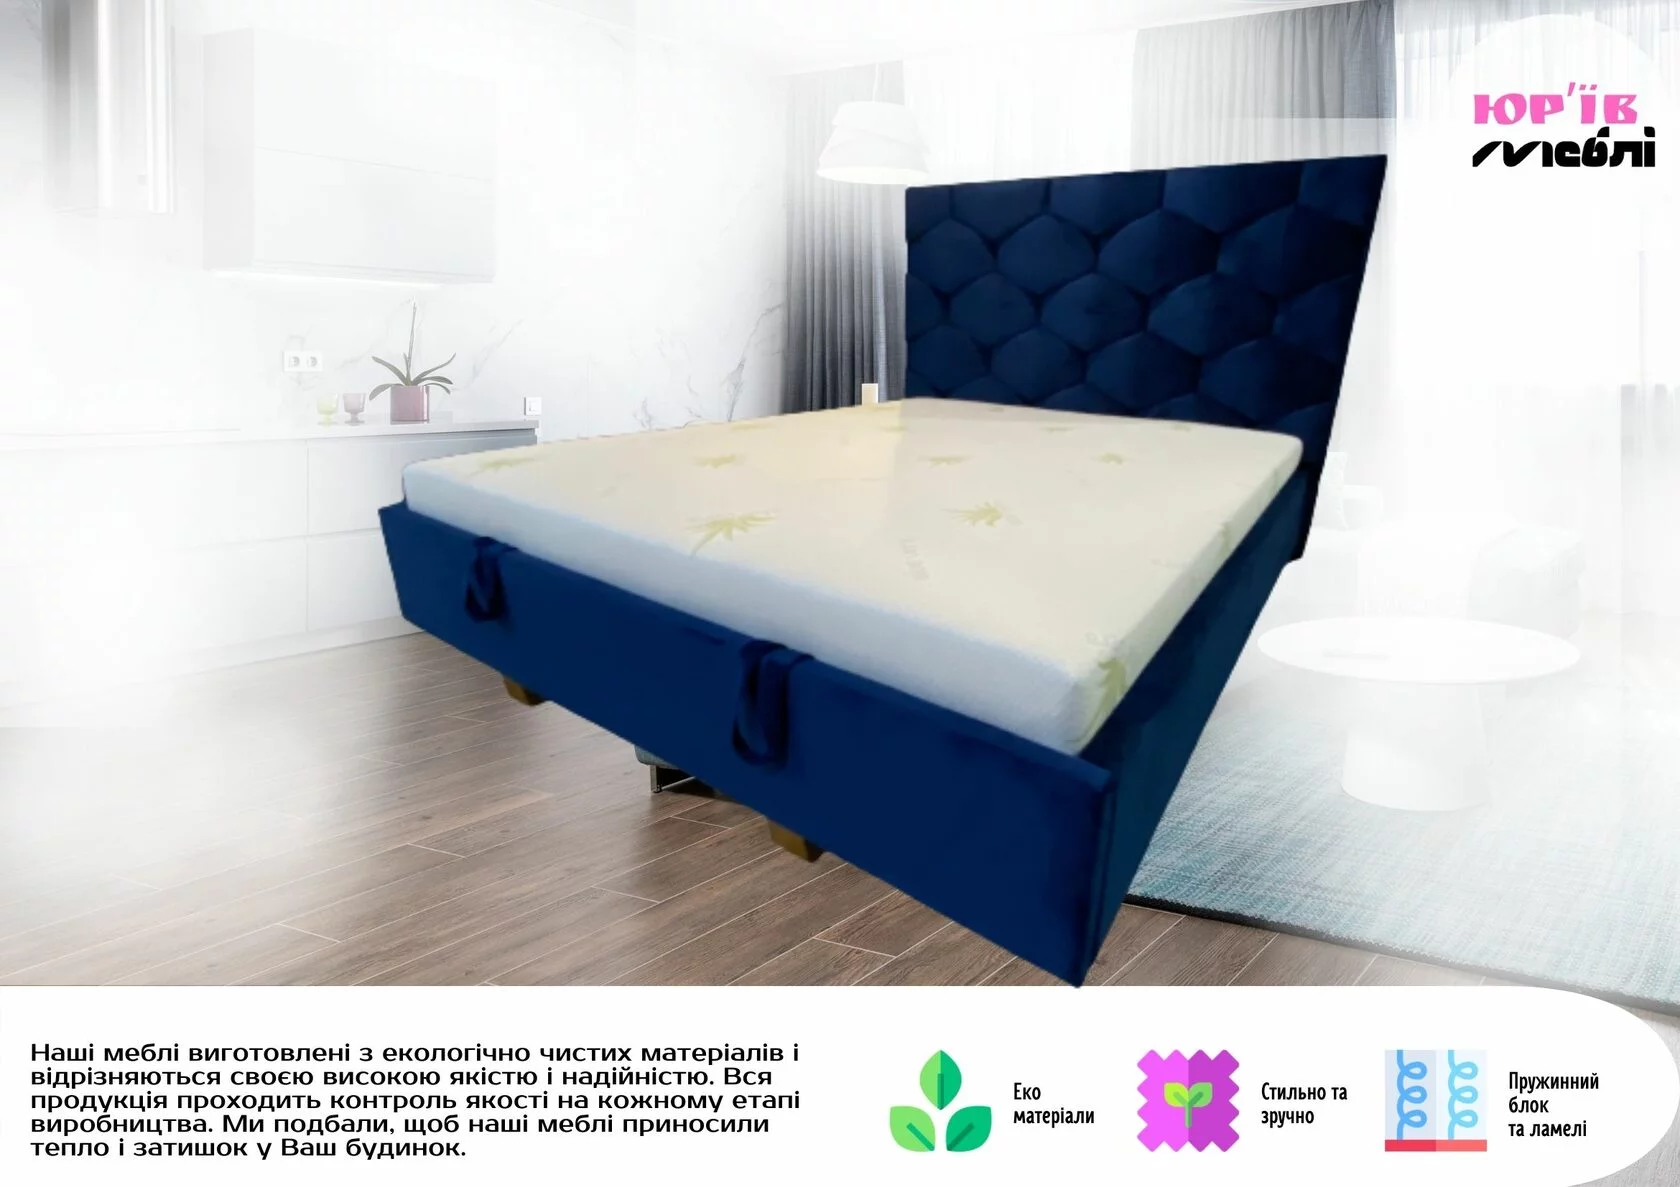 ЮР'ЇВ
меблі
Наші меблі виготовлені з екологічно чистих матеріалів і
відрізняються своєю високою якістю і надійністю. Вся
продукція проходить контроль якості на кожному етапі
виробництва. Ми подбали, щоб наші меблі приносили
тепло і затишок у Ваш будинок.
Еко
матеріали
Стильно та
зручно
Пружинний
блок
та ламелі